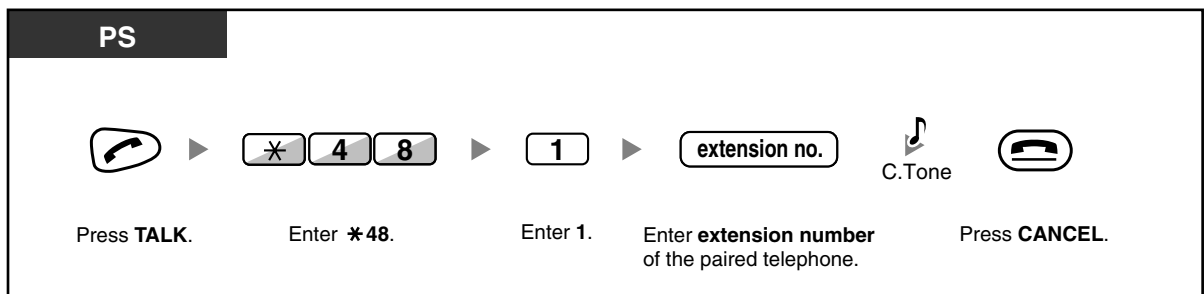 PS
✳ 4 8 1 extension no.
C.Tone
Press TALK. Enter ✳48. Enter 1. Enter extension number Press CANCEL.
of the paired telephone.